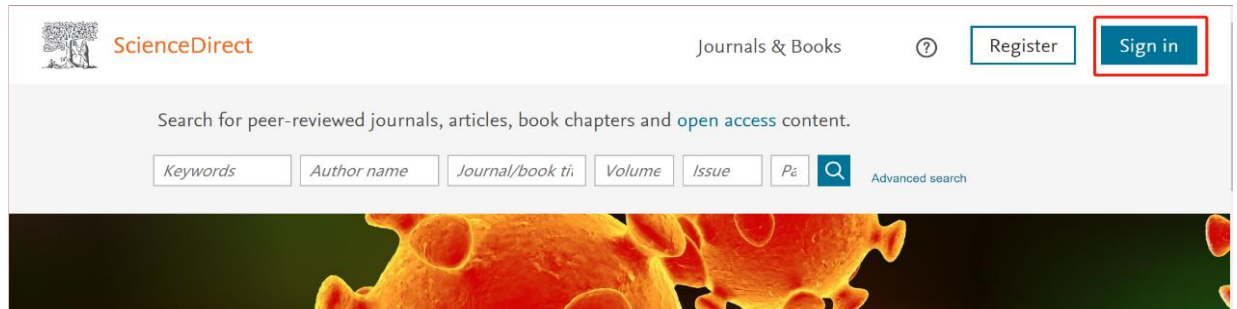 ScienceDirect
Journals & Books
?
Register
Sign in
Search for peer-reviewed journals, articles, book chapters and open access content.
Keywords
Author name
Journal/book ti
Volume
Issue
Pa
Advanced search